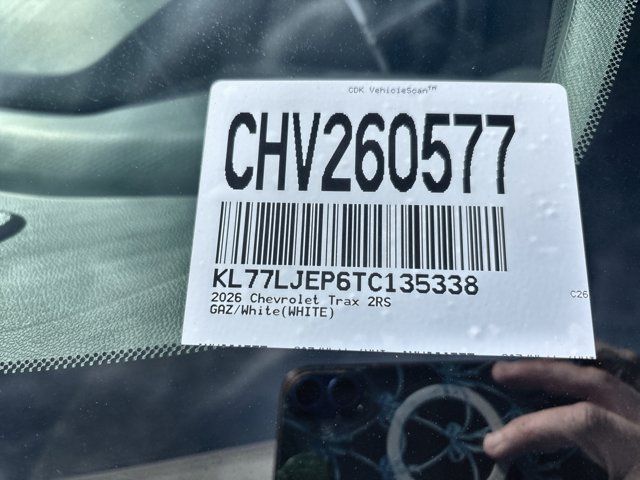 CDK VehicleScan™
CHV260577
KL77LJEP6TC135338
2026 Chevrolet Trax 2RS
GAZ/White(WHITE)
C26